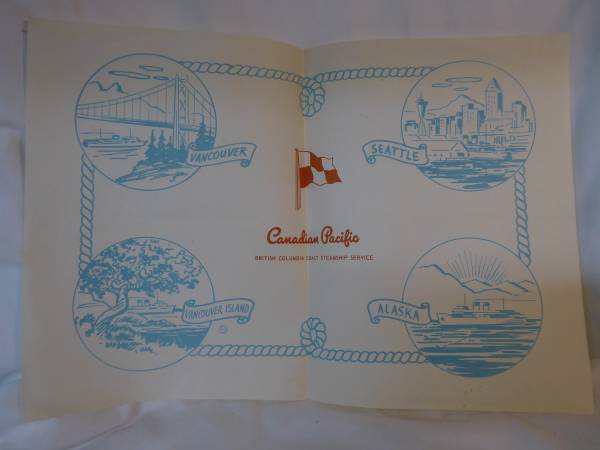 VANCOUVER
SEATTLE
Canadian Pacific
BRITISH COLUMBIA COAST STEAMSHIP SERVICE
VANCOUVER ISLAND
ALASKA